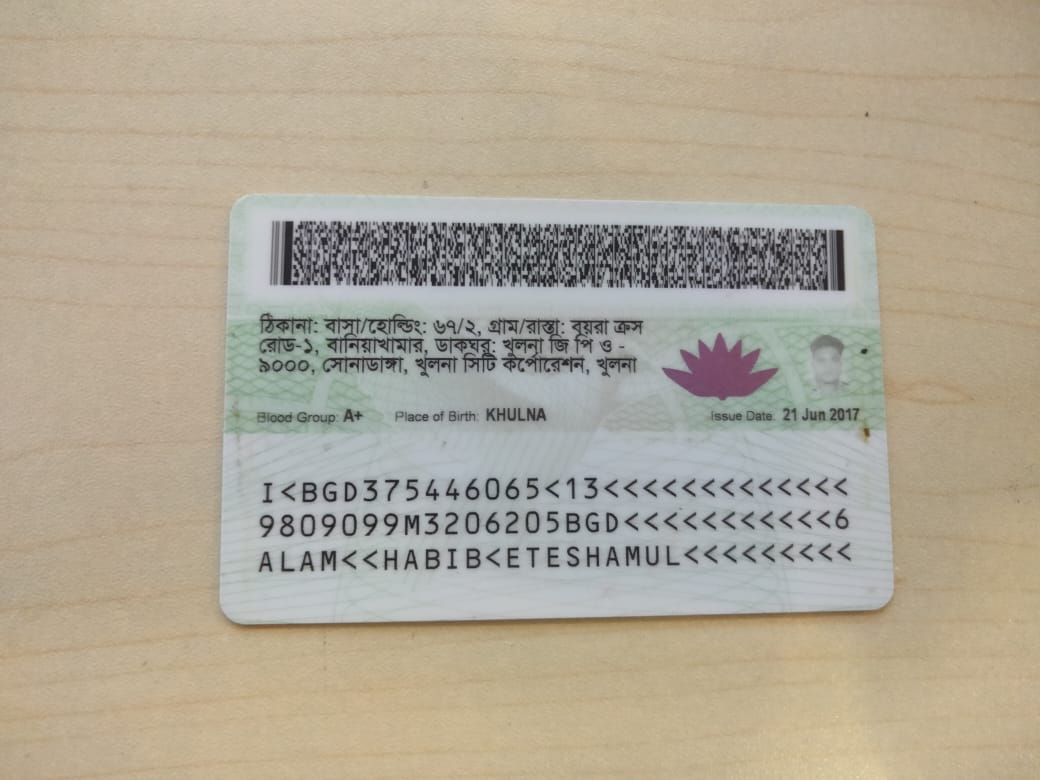 ঠিকানা: বাসা/হোল্ডিং: ৬৭/২, গ্রাম/রাস্তা: বয়রা ক্রস
রোড-১, বানিয়াখামার, ডাকঘর: খুলনা জি পি ও -
৯০০০, সোনাডাঙ্গা, খুলনা সিটি কর্পোরেশন, খুলনা
Blood Group: A+ Place of Birth: KHULNA Issue Date: 21 Jun 2017
I<BGD375446065<13<<<<<<<<<<<<<
9809099M3206205BGD<<<<<<<<<<<6
ALAM<<HABIB<ETESHAMUL<<<<<<<<<